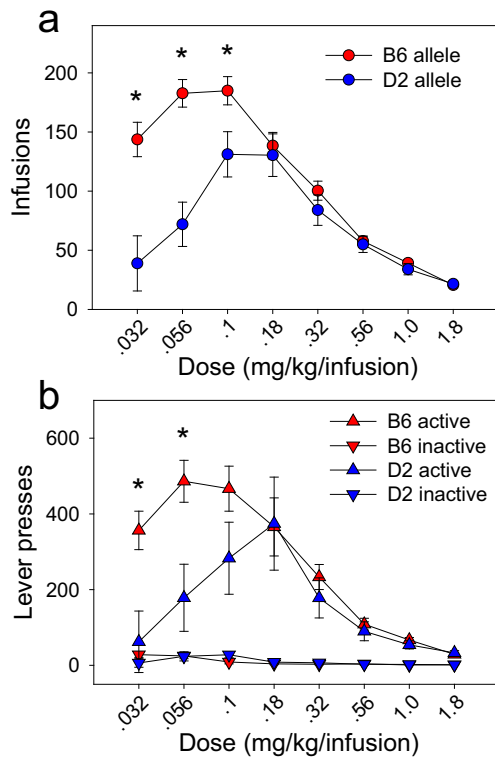 a
* * *
B6 allele
D2 allele
200
150
100
50
0
Infusions
.032 .056 .1 .18 .32 .56 1.0 1.8
Dose (mg/kg/infusion)
b
* *
B6 active
B6 inactive
D2 active
D2 inactive
600
400
200
0
Lever presses
.032 .056 .1 .18 .32 .56 1.0 1.8
Dose (mg/kg/infusion)